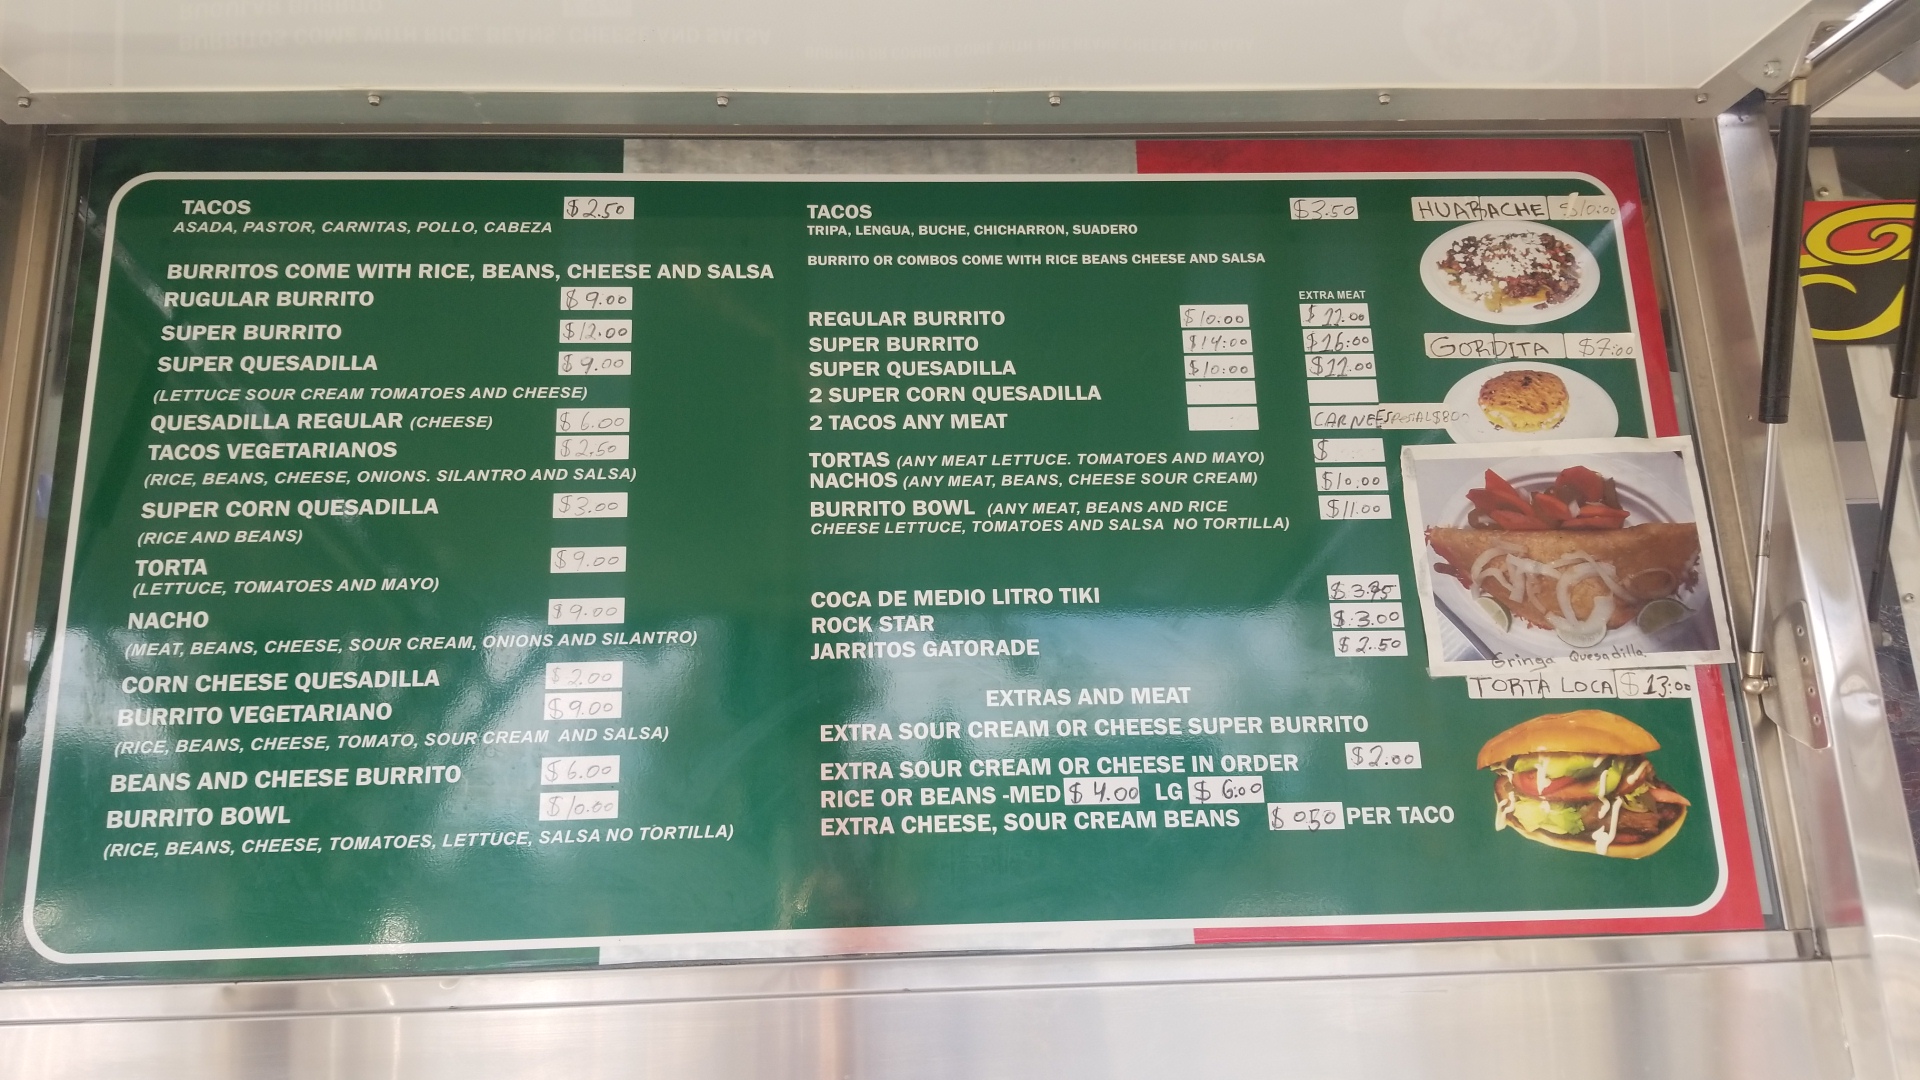 TACOS $2.50
ASADA, PASTOR, CARNITAS, POLLO, CABEZA
BURRITOS COME WITH RICE, BEANS, CHEESE AND SALSA
RUGULAR BURRITO $9.00
SUPER BURRITO $12.00
SUPER QUESADILLA $9.00
(LETTUCE SOUR CREAM TOMATOES AND CHEESE)
QUESADILLA REGULAR (CHEESE) $6.00
TACOS VEGETARIANOS $2.50
(RICE, BEANS, CHEESE, ONIONS. SILANTRO AND SALSA)
SUPER CORN QUESADILLA $3.00
(RICE AND BEANS)
TORTA $9.00
(LETTUCE, TOMATOES AND MAYO)
NACHO $9.00
(MEAT, BEANS, CHEESE, SOUR CREAM, ONIONS AND SILANTRO)
CORN CHEESE QUESADILLA $2.00
BURRITO VEGETARIANO $9.00
(RICE, BEANS, CHEESE, TOMATO, SOUR CREAM AND SALSA)
BEANS AND CHEESE BURRITO $6.00
BURRITO BOWL $10.00
(RICE, BEANS, CHEESE, TOMATOES, LETTUCE, SALSA NO TORTILLA)
TACOS $3.50
TRIPA, LENGUA, BUCHE, CHICHARRON, SUADERO
BURRITO OR COMBOS COME WITH RICE BEANS CHEESE AND SALSA
EXTRA MEAT
REGULAR BURRITO $10.00 $12.00
SUPER BURRITO $14:00 $16:00
SUPER QUESADILLA $10:00 $12.00
2 SUPER CORN QUESADILLA
2 TACOS ANY MEAT CARNE
TORTAS (ANY MEAT LETTUCE. TOMATOES AND MAYO) $
NACHOS (ANY MEAT, BEANS, CHEESE SOUR CREAM) $10.00
BURRITO BOWL (ANY MEAT, BEANS AND RICE $11.00
CHEESE LETTUCE, TOMATOES AND SALSA NO TORTILLA)
COCA DE MEDIO LITRO TIKI
ROCK STAR $3.00
JARRITOS GATORADE $2.50
EXTRAS AND MEAT
EXTRA SOUR CREAM OR CHEESE SUPER BURRITO
EXTRA SOUR CREAM OR CHEESE IN ORDER $2.00
RICE OR BEANS -MED $4.00 LG $6:00
EXTRA CHEESE, SOUR CREAM BEANS $0.50 PER TACO
HUARACHE $10:00
GORDITA $7:00
Gringa Quesadilla
TORTA LOCA $13:00